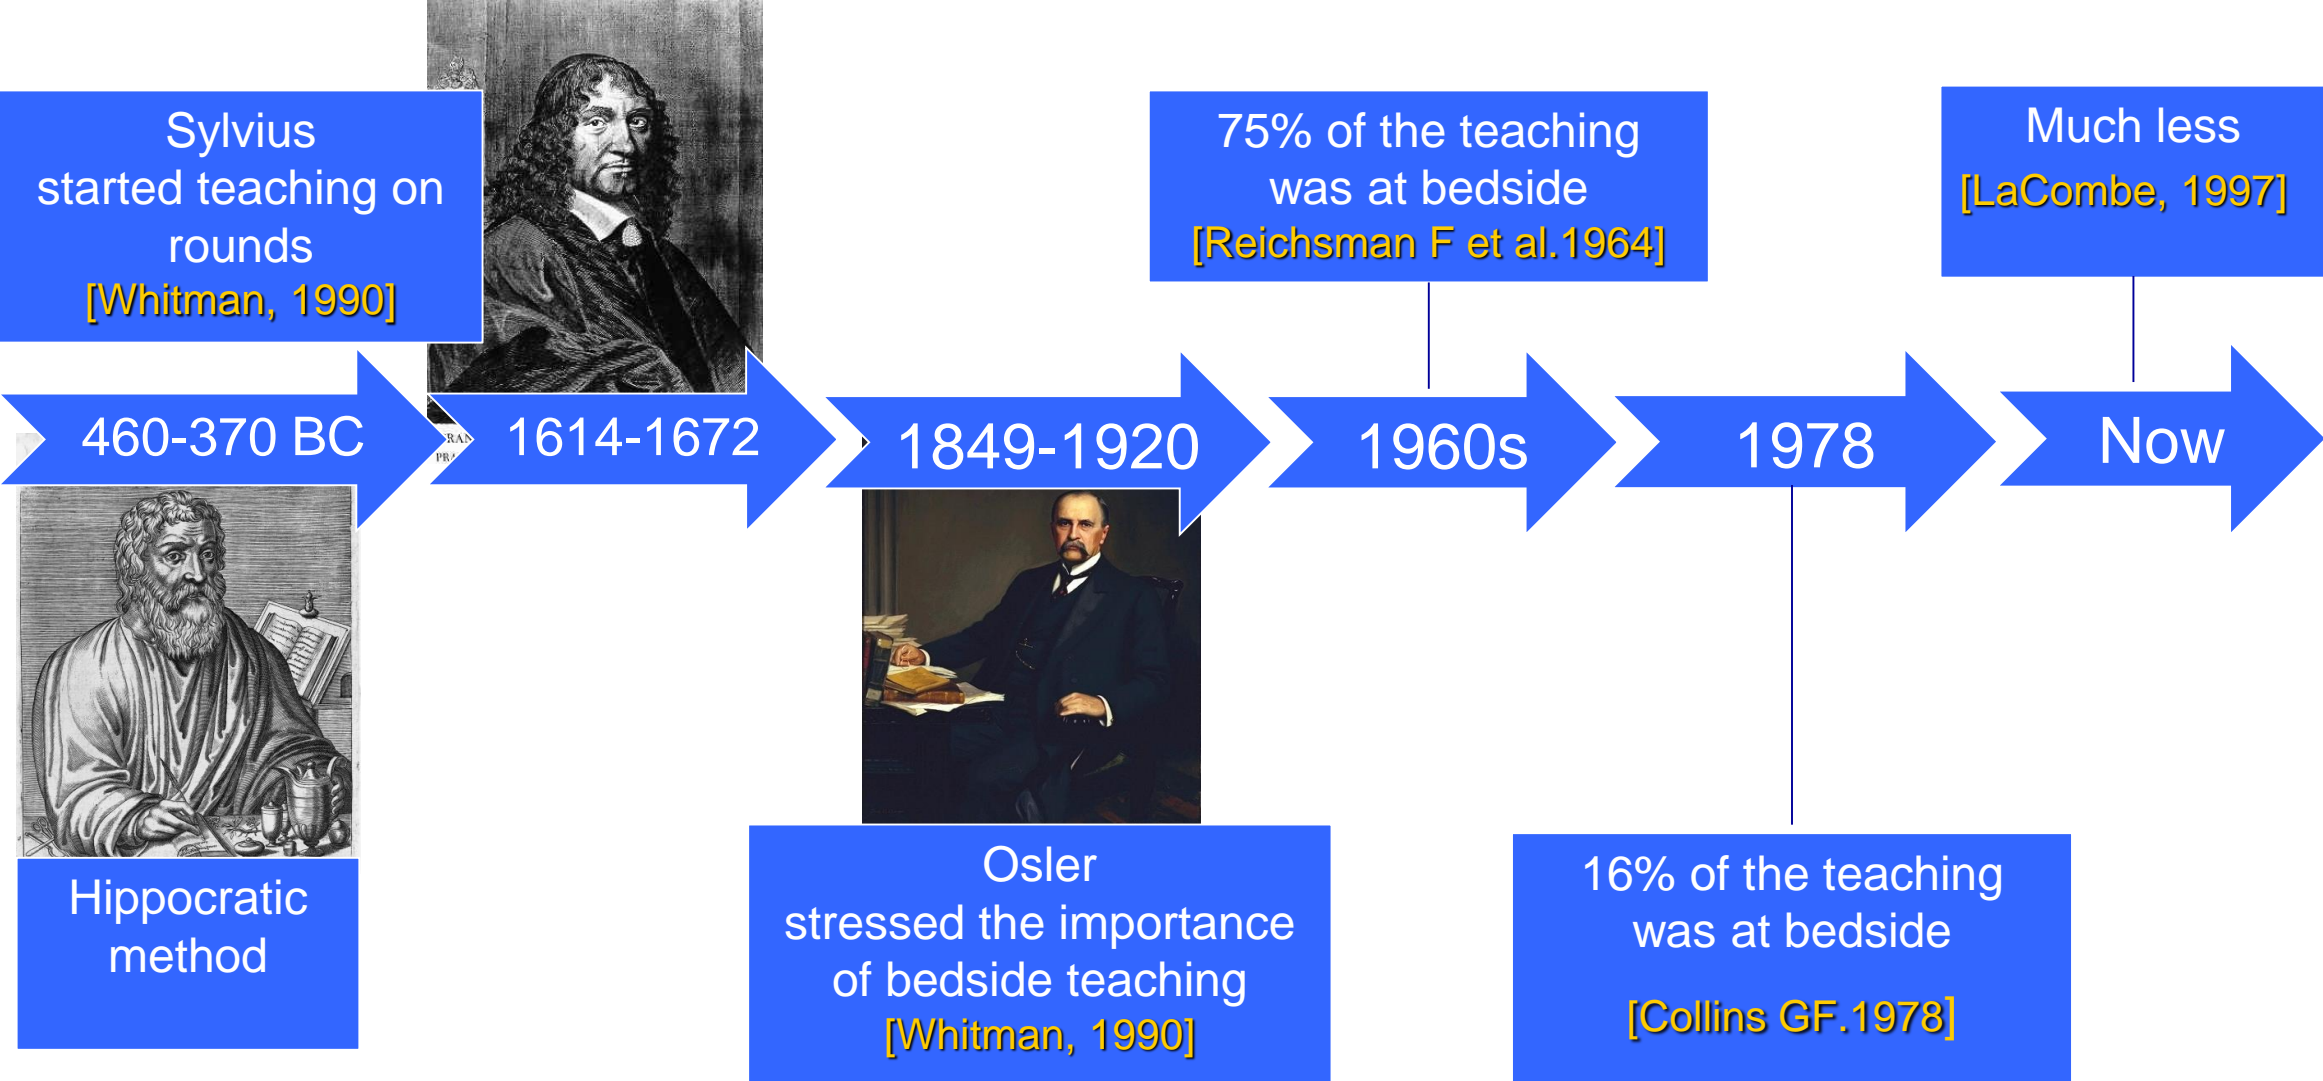 Sylvius
started teaching on
rounds
[Whitman, 1990]
75% of the teaching
was at bedside
[Reichsman F et al.1964]
Much less
[LaCombe, 1997]
460-370 BC
1614-1672
1849-1920
1960s
1978
Now
Hippocratic
method
Osler
stressed the importance
of bedside teaching
[Whitman, 1990]
16% of the teaching
was at bedside
[Collins GF.1978]